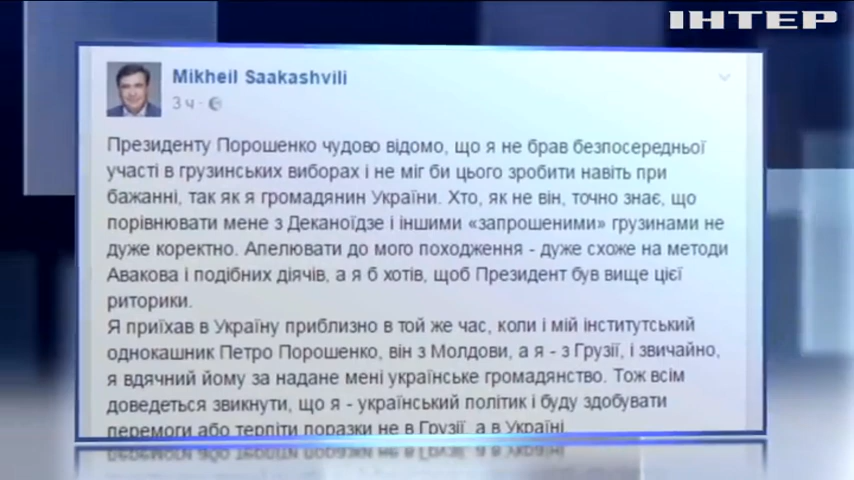 ІНТЕР
Mikheil Saakashvili
3 ч
Президенту Порошенко чудово відомо, що я не брав безпосередньої
участі в грузинських виборах і не міг би цього зробити навіть при
бажанні, так як я громадянин України. Хто, як не він, точно знає, що
порівнювати мене з Деканоїдзе і іншими «запрошеними» грузинами не
дуже коректно. Апелювати до мого походження - дуже схоже на методи
Авакова і подібних діячів, а я б хотів, щоб Президент був вище цієї
риторики.
Я приїхав в Україну приблизно в той же час, коли і мій інститутський
однокашник Петро Порошенко, він з Молдови, а я - з Грузії, і звичайно,
я вдячний йому за надане мені українське громадянство. Тож всім
доведеться звикнути, що я - український політик і буду здобувати
перемоги або терпіти поразки не в Грузії, а в Україні